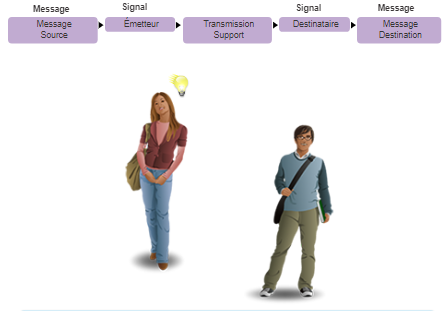 Message Signal Signal Message
Message Émetteur Transmission Destinataire Message
Source Support Destination